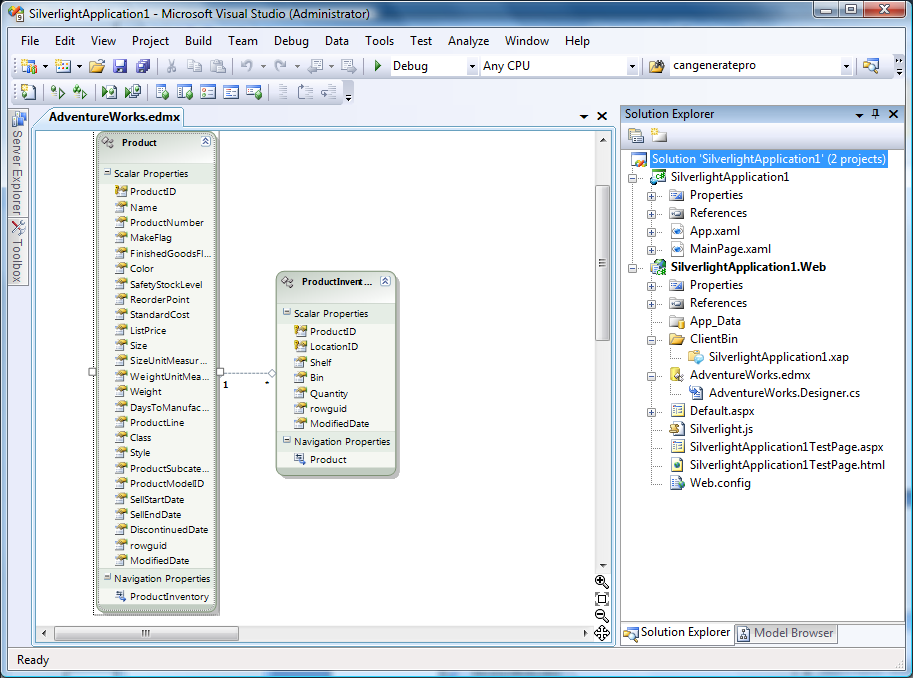 SilverlightApplication1 - Microsoft Visual Studio (Administrator)
File Edit View Project Build Team Debug Data Tools Test Analyze Window Help
Debug Any CPU cangeneratepro
Server Explorer
Toolbox
AdventureWorks.edmx
Product
Scalar Properties
ProductID
Name
ProductNumber
MakeFlag
FinishedGoodsFl...
Color
SafetyStockLevel
ReorderPoint
StandardCost
ListPrice
Size
SizeUnitMeasur...
WeightUnitMea...
Weight
DaysToManufac...
ProductLine
Class
Style
ProductSubcate...
ProductModelID
SellStartDate
SellEndDate
DiscontinuedDate
rowguid
ModifiedDate
Navigation Properties
ProductInventory
1 *
ProductInvent...
Scalar Properties
ProductID
LocationID
Shelf
Bin
Quantity
rowguid
ModifiedDate
Navigation Properties
Product
Solution Explorer
Solution 'SilverlightApplication1' (2 projects)
SilverlightApplication1
Properties
References
App.xaml
MainPage.xaml
SilverlightApplication1.Web
Properties
References
App_Data
ClientBin
SilverlightApplication1.xap
AdventureWorks.edmx
AdventureWorks.Designer.cs
Default.aspx
Silverlight.js
SilverlightApplication1TestPage.aspx
SilverlightApplication1TestPage.html
Web.config
Solution Explorer Model Browser
Ready